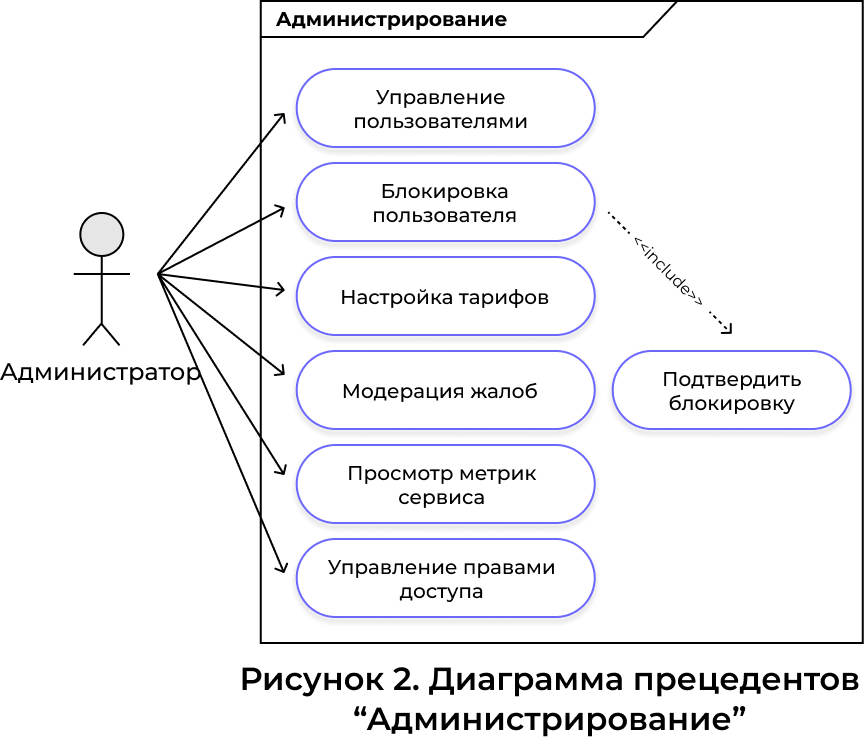 Администрирование
Управление
пользователями
Блокировка
пользователя
<<include>>
Настройка тарифов
Администратор
Модерация жалоб
Подтвердить
блокировку
Просмотр метрик
сервиса
Управление правами
доступа
Рисунок 2. Диаграмма прецедентов
“Администрирование”